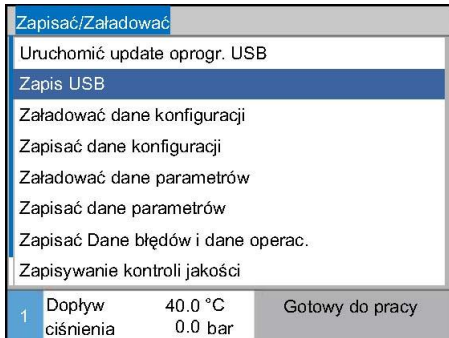 Zapisać/Załadować
Uruchomić update oprogr. USB
Zapis USB
Załadować dane konfiguracji
Zapisać dane konfiguracji
Załadować dane parametrów
Zapisać dane parametrów
Zapisać Dane błędów i dane operac.
Zapisywanie kontroli jakości
1 Dopływ 40.0 °C Gotowy do pracy
ciśnienia 0.0 bar